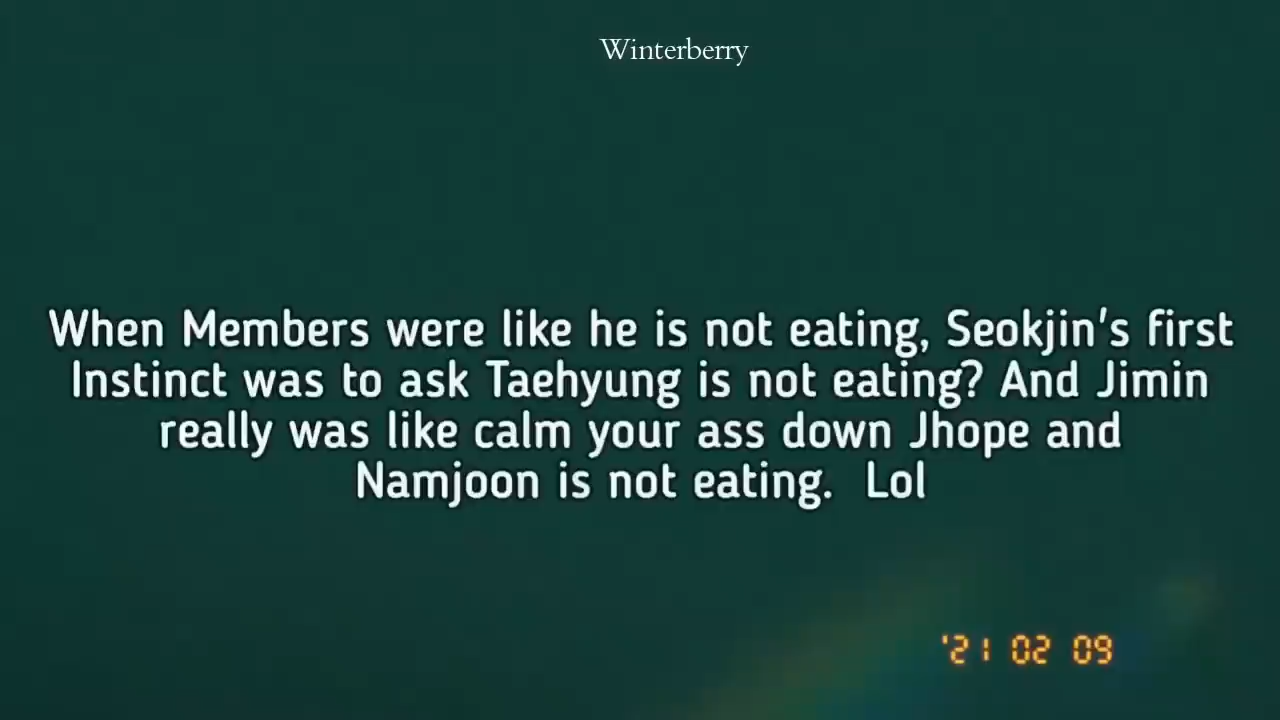 Winterberry
When Members were like he is not eating, Seokjin's first
Instinct was to ask Taehyung is not eating? And Jimin
really was like calm your ass down Jhope and
Namjoon is not eating.  Lol
'21 02 09